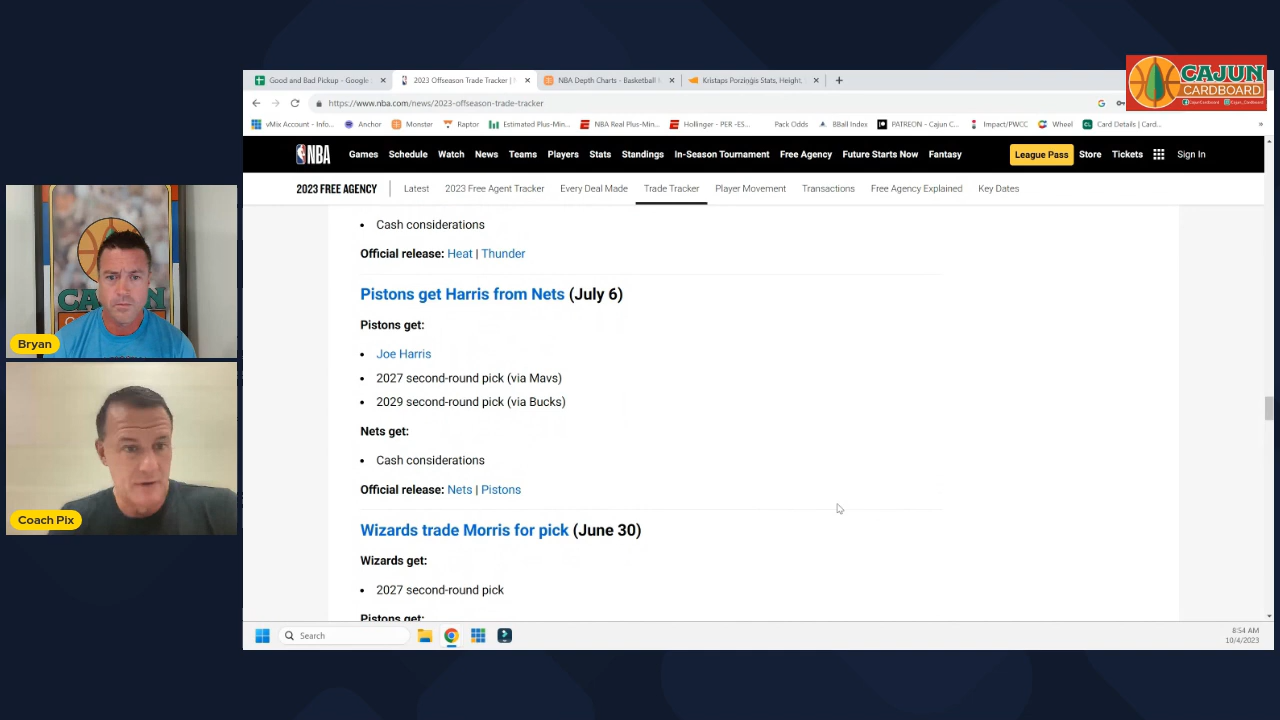 CAJUN
CARDBOARD
CajunCardboard
Cajun_Cardboard
Good and Bad Pickup - Google
2023 Offseason Trade Tracker |
NBA Depth Charts - Basketball
Kristaps Porzingis Stats, Height,
https://www.nba.com/news/2023-offseason-trade-tracker
vMix Account - Info...
Anchor
Monster
Raptor
Estimated Plus-Min...
NBA Real Plus-Min...
Hollinger - PER -ES...
Pack Odds
BBall Index
PATREON - Cajun C...
Impact/PWCC
Wheel
Card Details | Card...
»
NBA
Games
Schedule
Watch
News
Teams
Players
Stats
Standings
In-Season Tournament
Free Agency
Future Starts Now
Fantasy
League Pass
Store
Tickets
Sign In
2023 FREE AGENCY
Latest
2023 Free Agent Tracker
Every Deal Made
Trade Tracker
Player Movement
Transactions
Free Agency Explained
Key Dates
• Cash considerations
Official release: Heat | Thunder
Pistons get Harris from Nets (July 6)
Pistons get:
• Joe Harris
• 2027 second-round pick (via Mavs)
• 2029 second-round pick (via Bucks)
Nets get:
• Cash considerations
Official release: Nets | Pistons
Wizards trade Morris for pick (June 30)
Wizards get:
• 2027 second-round pick
Pistons get:
Search
8:54 AM
10/4/2023
CAJUN
Bryan
Coach Pix